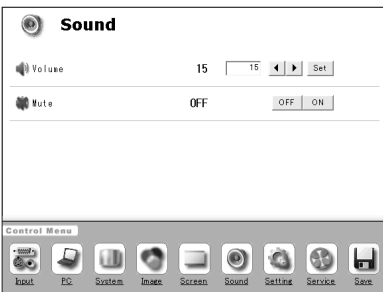 Sound
Volume 15 15 Set
Mute OFF OFF ON
Control Menu
Input PC System Image Screen Sound Setting Service Save